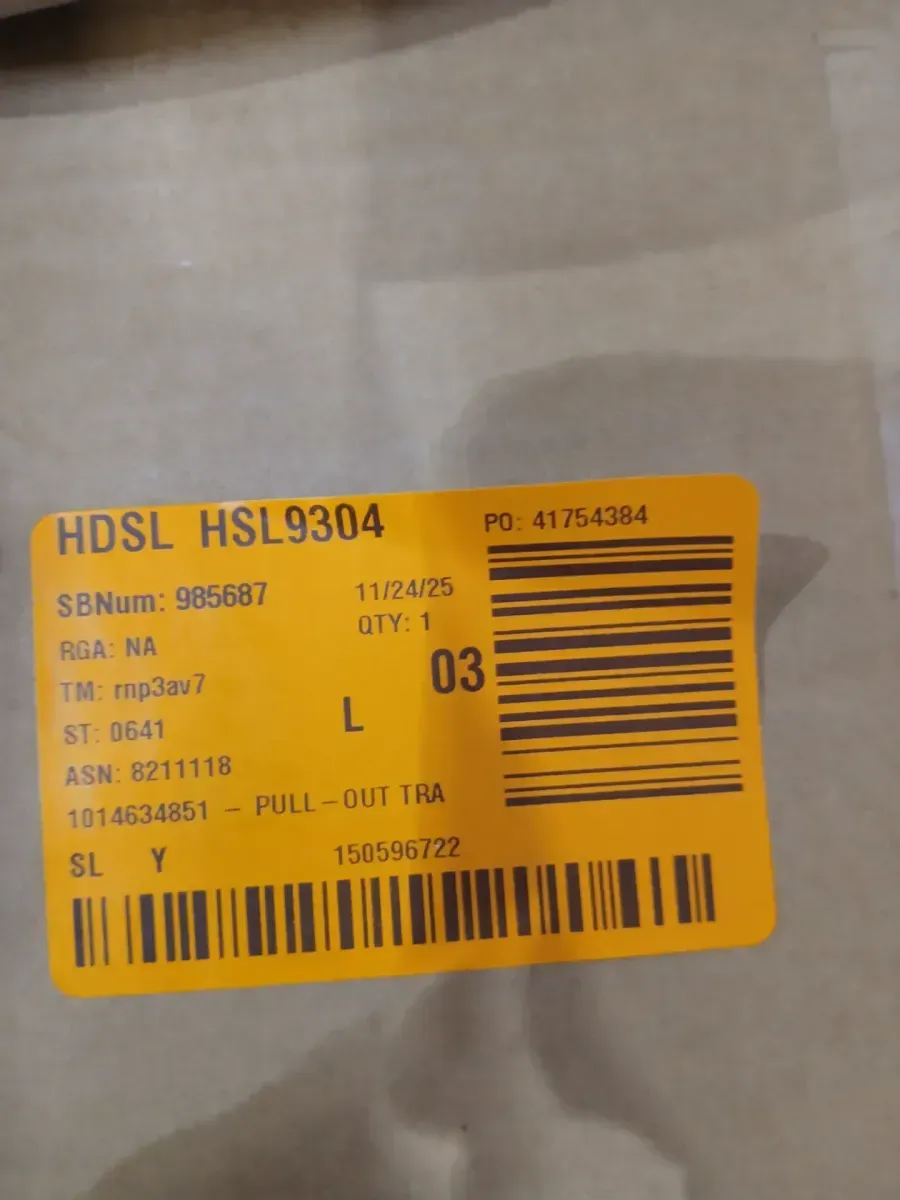 HDSL HSL9304
PO: 41754384
SBNum: 985687
11/24/25
RGA: NA
QTY: 1
TM: rnp3av7
03
ST: 0641
L
ASN: 8211118
1014634851 - PULL-OUT TRA
SL Y
150596722